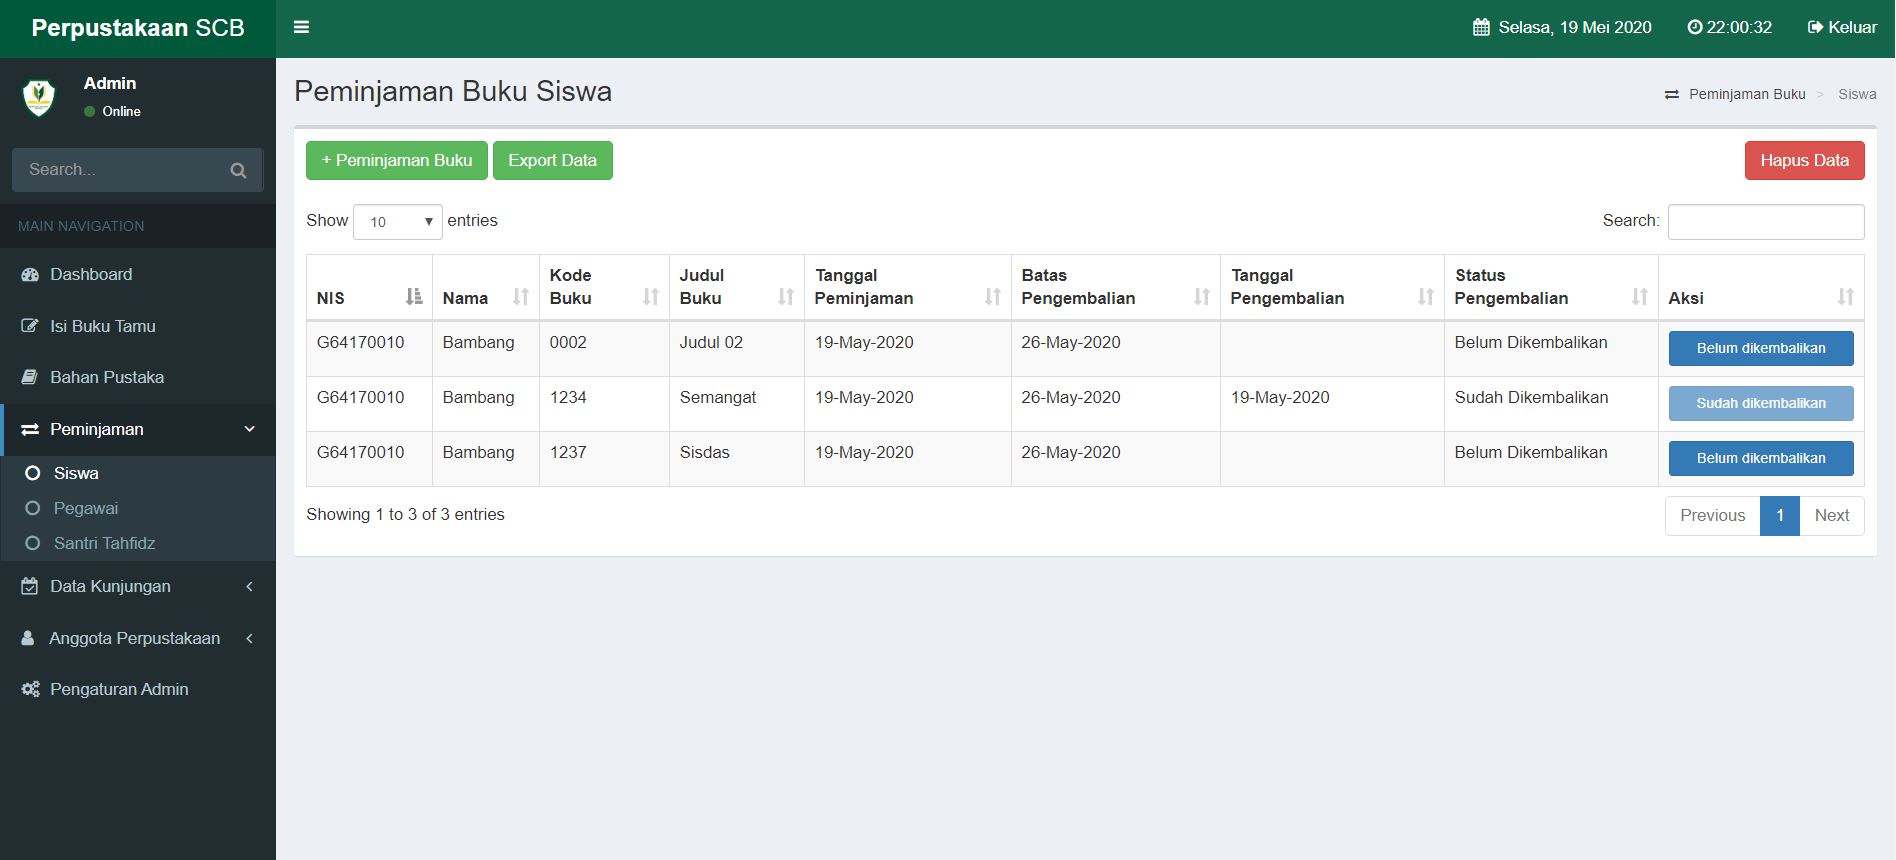 Perpustakaan SCB
Selasa, 19 Mei 2020 22:00:32 Keluar
Admin
Online
Search...
MAIN NAVIGATION
Dashboard
Isi Buku Tamu
Bahan Pustaka
Peminjaman
Siswa
Pegawai
Santri Tahfidz
Data Kunjungan
Anggota Perpustakaan
Pengaturan Admin
Peminjaman Buku Siswa
Peminjaman Buku > Siswa
+ Peminjaman Buku Export Data Hapus Data
Show 10 entries Search:
NIS Nama Kode Buku Judul Buku Tanggal Peminjaman Batas Pengembalian Tanggal Pengembalian Status Pengembalian Aksi
G64170010 Bambang 0002 Judul 02 19-May-2020 26-May-2020 Belum Dikembalikan Belum dikembalikan
G64170010 Bambang 1234 Semangat 19-May-2020 26-May-2020 19-May-2020 Sudah Dikembalikan Sudah dikembalikan
G64170010 Bambang 1237 Sisdas 19-May-2020 26-May-2020 Belum Dikembalikan Belum dikembalikan
Showing 1 to 3 of 3 entries Previous 1 Next